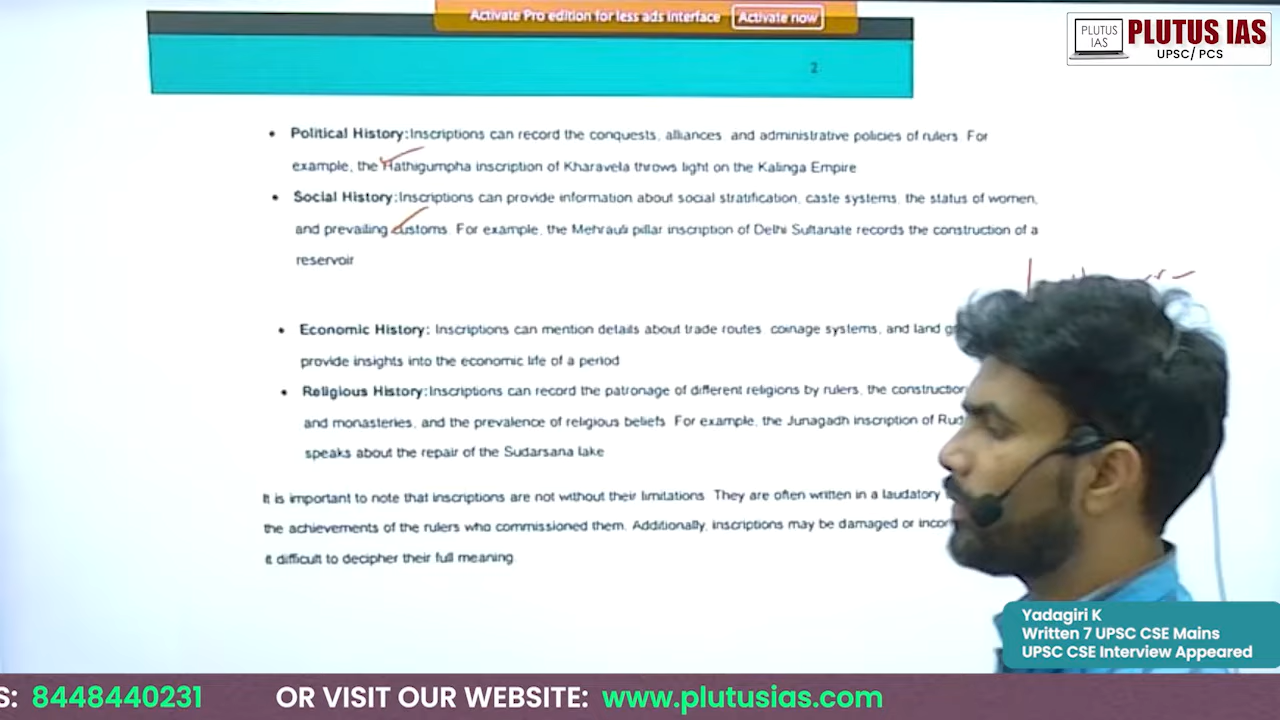 Activate Pro edition for less ads interface Activate now
PLUTUS IAS
PLUTUS IAS
UPSC/ PCS
2
• Political History: Inscriptions can record the conquests, alliances, and administrative policies of rulers. For
example, the Hathigumpha inscription of Kharavela throws light on the Kalinga Empire
• Social History: Inscriptions can provide information about social stratification, caste systems, the status of women,
and prevailing customs. For example, the Mehrauli pillar inscription of Delhi Sultanate records the construction of a
reservoir
• Economic History: Inscriptions can mention details about trade routes, coinage systems, and land
provide insights into the economic life of a period
• Religious History: Inscriptions can record the patronage of different religions by rulers, the construction
and monasteries, and the prevalence of religious beliefs. For example, the Junagadh inscription of
speaks about the repair of the Sudarsana lake
It is important to note that inscriptions are not without their limitations. They are often written in a laudatory
the achievements of the rulers who commissioned them. Additionally, inscriptions may be damaged or
it difficult to decipher their full meaning
Yadagiri K
Written 7 UPSC CSE Mains
UPSC CSE Interview Appeared
S: 8448440231 OR VISIT OUR WEBSITE: www.plutusias.com